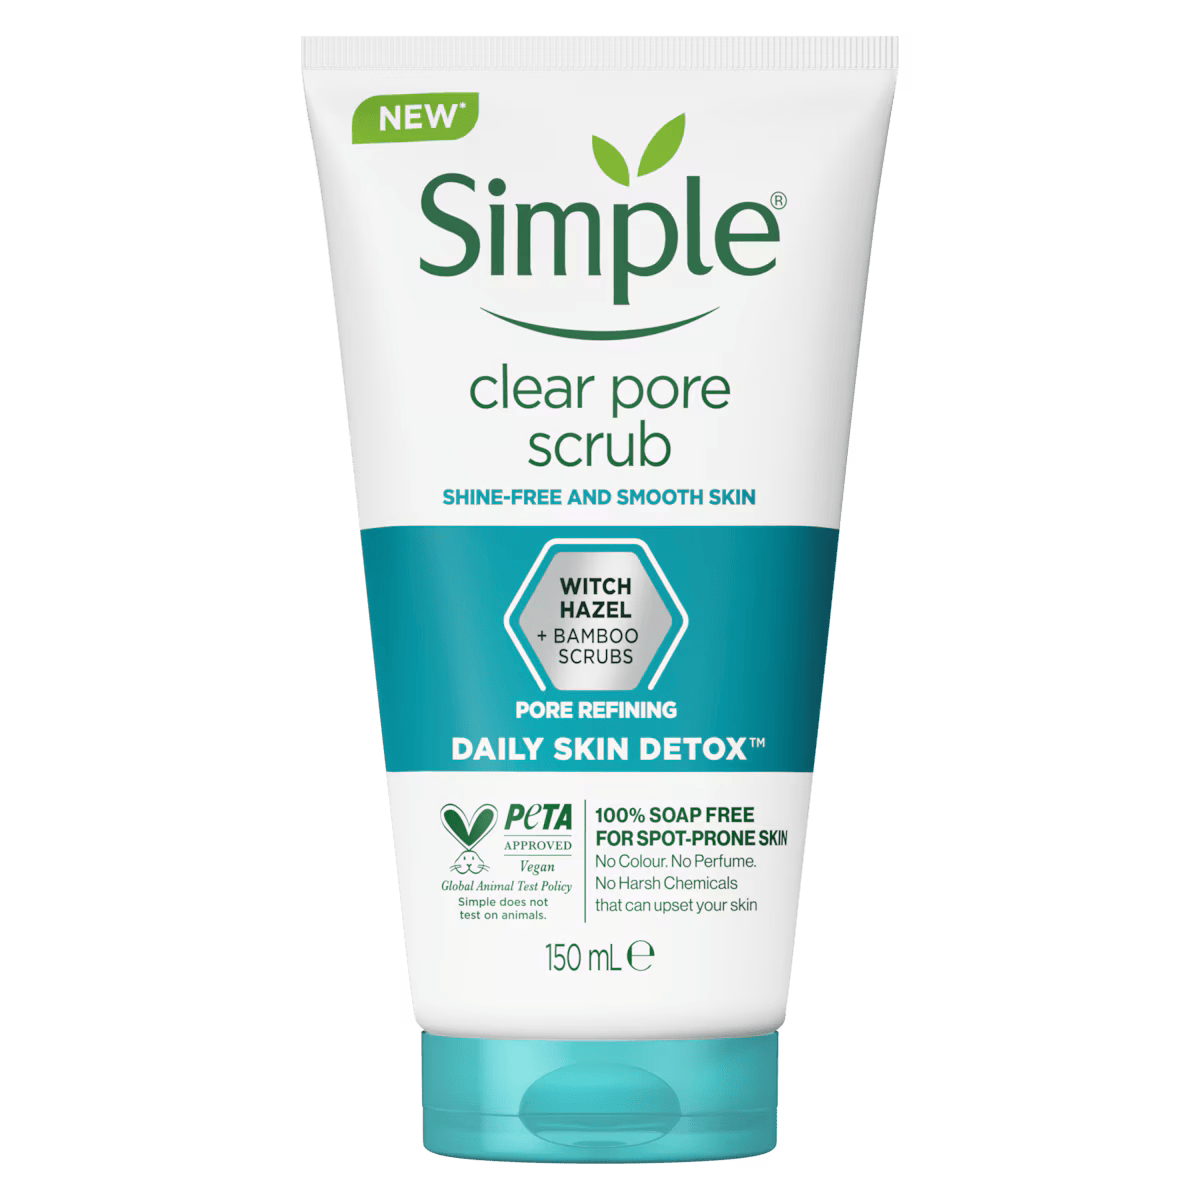 NEW*
Simple®
clear pore
scrub
SHINE-FREE AND SMOOTH SKIN
WITCH
HAZEL
+ BAMBOO
SCRUBS
PORE REFINING
DAILY SKIN DETOX™
PETA
APPROVED
Vegan
Global Animal Test Policy
Simple does not
test on animals.
100% SOAP FREE
FOR SPOT-PRONE SKIN
No Colour. No Perfume.
No Harsh Chemicals
that can upset your skin
150 mL ℮